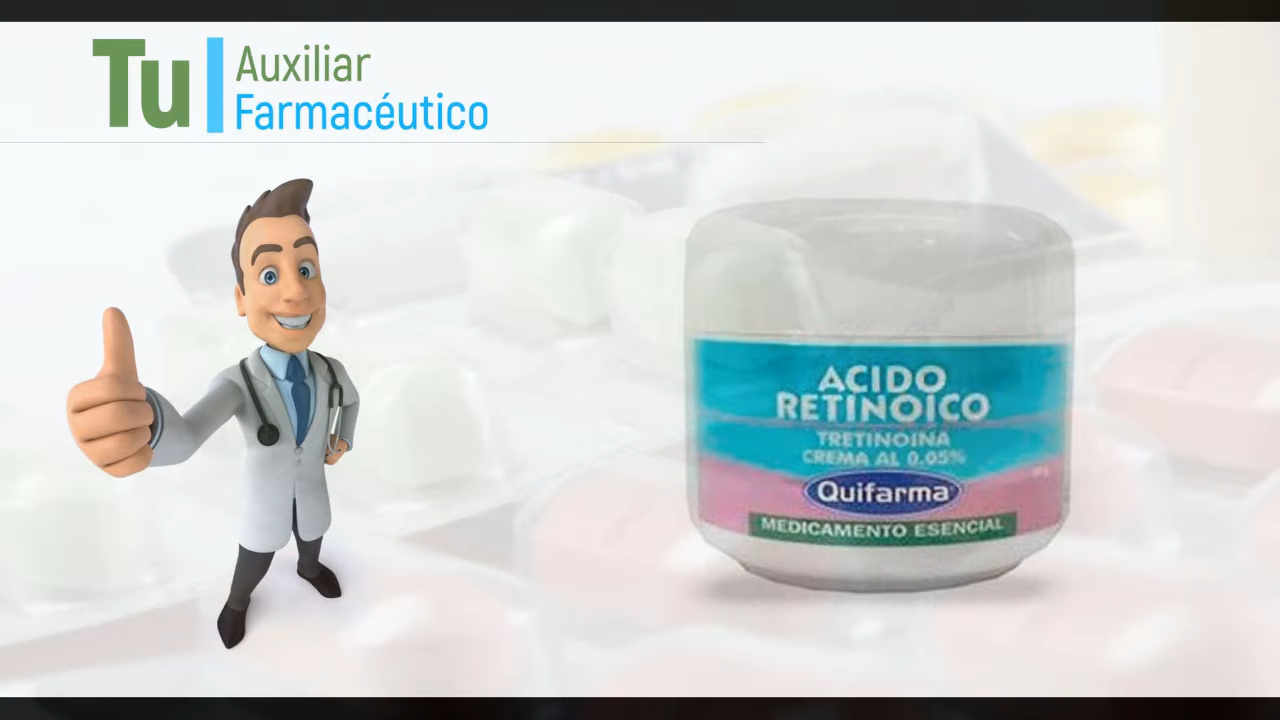 Tu
Auxiliar
Farmacéutico
ACIDO
RETINOICO
TRETINOINA
CREMA AL 0.05%
Quifarma
MEDICAMENTO ESENCIAL